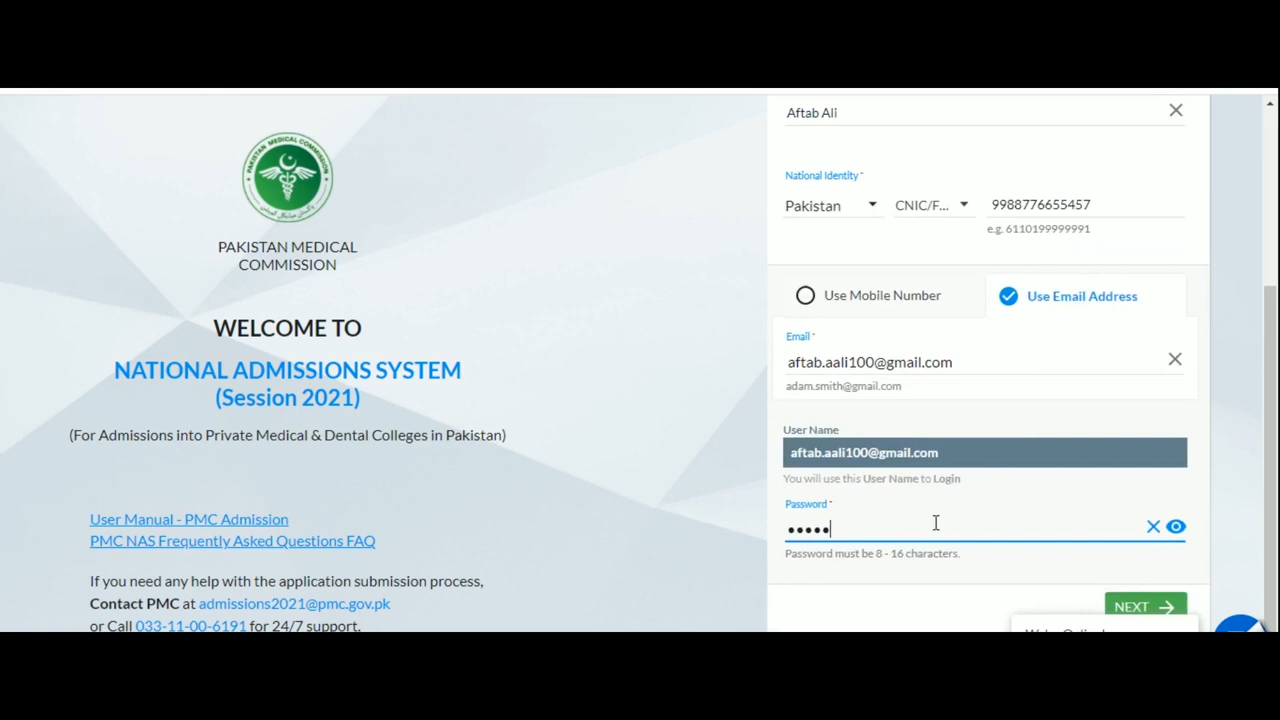 PAKISTAN MEDICAL COMMISSION
PAKISTAN MEDICAL
COMMISSION
WELCOME TO
NATIONAL ADMISSIONS SYSTEM
(Session 2021)
(For Admissions into Private Medical & Dental Colleges in Pakistan)
User Manual - PMC Admission
PMC NAS Frequently Asked Questions FAQ
If you need any help with the application submission process,
Contact PMC at admissions2021@pmc.gov.pk
or Call 033-11-00-6191 for 24/7 support.
Aftab Ali
National Identity *
Pakistan CNIC/F... 9988776655457
e.g. 6110199999991
Use Mobile Number Use Email Address
Email *
aftab.aali100@gmail.com
adam.smith@gmail.com
User Name
aftab.aali100@gmail.com
You will use this User Name to Login
Password *
•••••
Password must be 8 - 16 characters.
NEXT